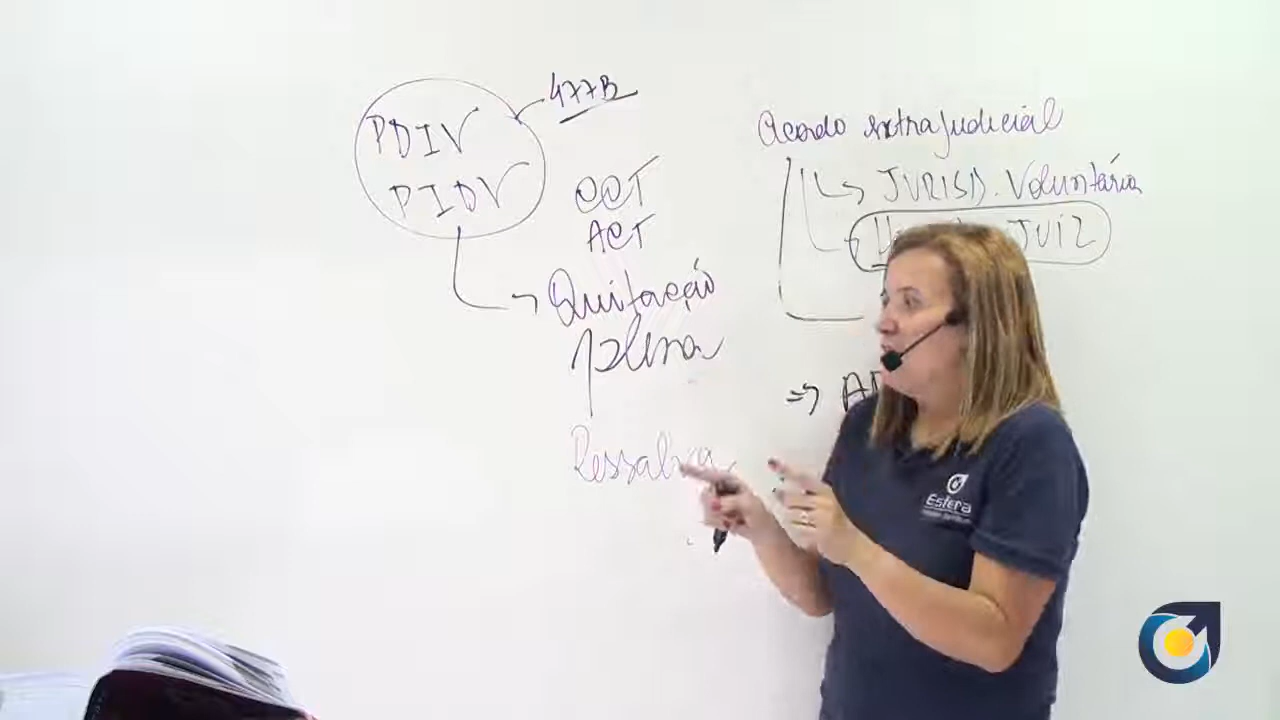 PDIV
PIDV
477B
CCT
ACT
Quitação
plena
Ressalva
Acordo extrajudicial
JURISD. Voluntária
JUIZ
Esfera